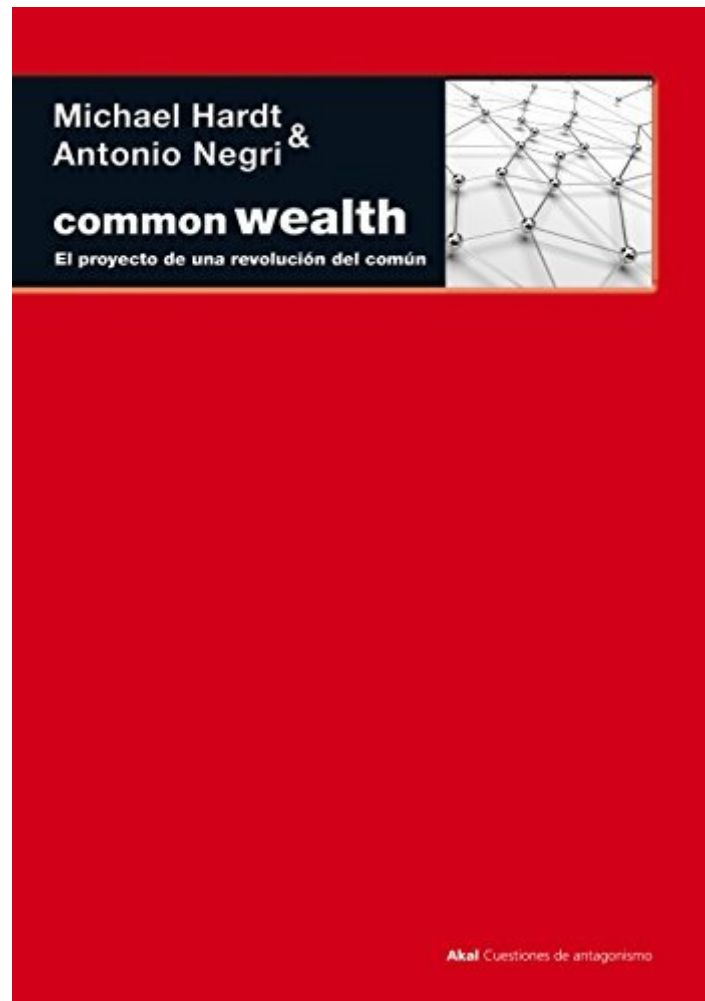 Michael Hardt &
Antonio Negri
common wealth
El proyecto de una revolución del común
Akal Cuestiones de antagonismo